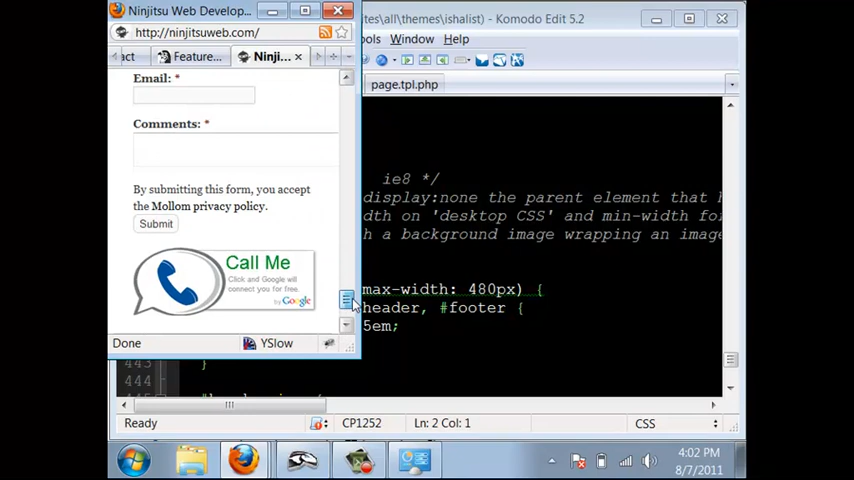 Ninjitsu Web Develop...
http://ninjitsuweb.com/
act
Feature...
Ninji...
Email: *
Comments: *
By submitting this form, you accept
the Mollom privacy policy.
Submit
Call Me
Click and Google will
connect you for free.
by Google
Done
YSlow
tes\all\themes\ishalist) - Komodo Edit 5.2
ols Window Help
page.tpl.php
ie8 */
display:none the parent element that h
dth on 'desktop CSS' and min-width for
h a background image wrapping an imag
max-width: 480px) {
header, #footer {
5em;
443 }
444
Ready
CP1252
Ln: 2 Col: 1
CSS
4:02 PM
8/7/2011